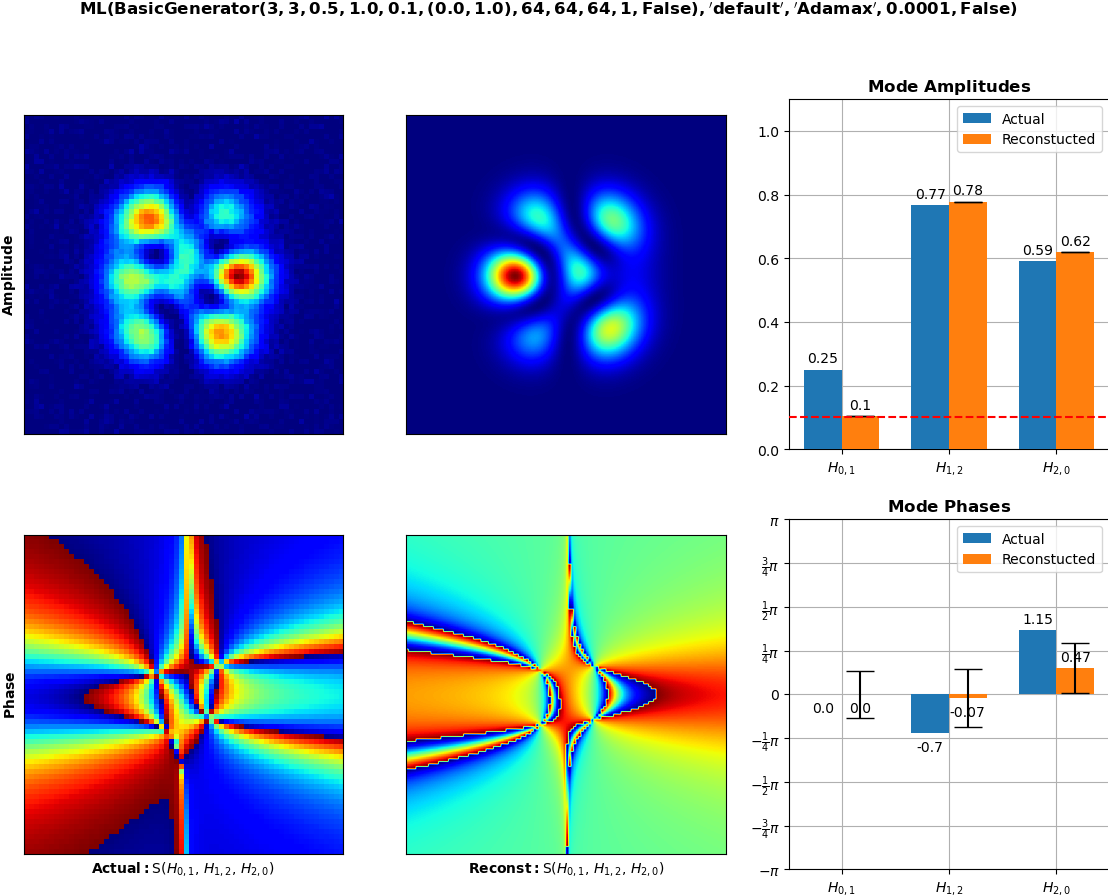 ML(BasicGenerator(3, 3, 0.5, 1.0, 0.1, (0.0, 1.0), 64, 64, 64, 1, False), ′default′, ′Adamax′, 0.0001, False)
Amplitude
Mode Amplitudes
Actual
Reconstucted
1.0
0.8
0.6
0.4
0.2
0.0
0.25
0.1
0.77
0.78
0.59
0.62
H0,1
H1,2
H2,0
Phase
Actual: S(H0,1, H1,2, H2,0)
Reconst: S(H0,1, H1,2, H2,0)
Mode Phases
Actual
Reconstucted
π
3/4π
1/2π
1/4π
0
−1/4π
−1/2π
−3/4π
−π
0.0
0.0
-0.7
-0.07
1.15
0.47
H0,1
H1,2
H2,0